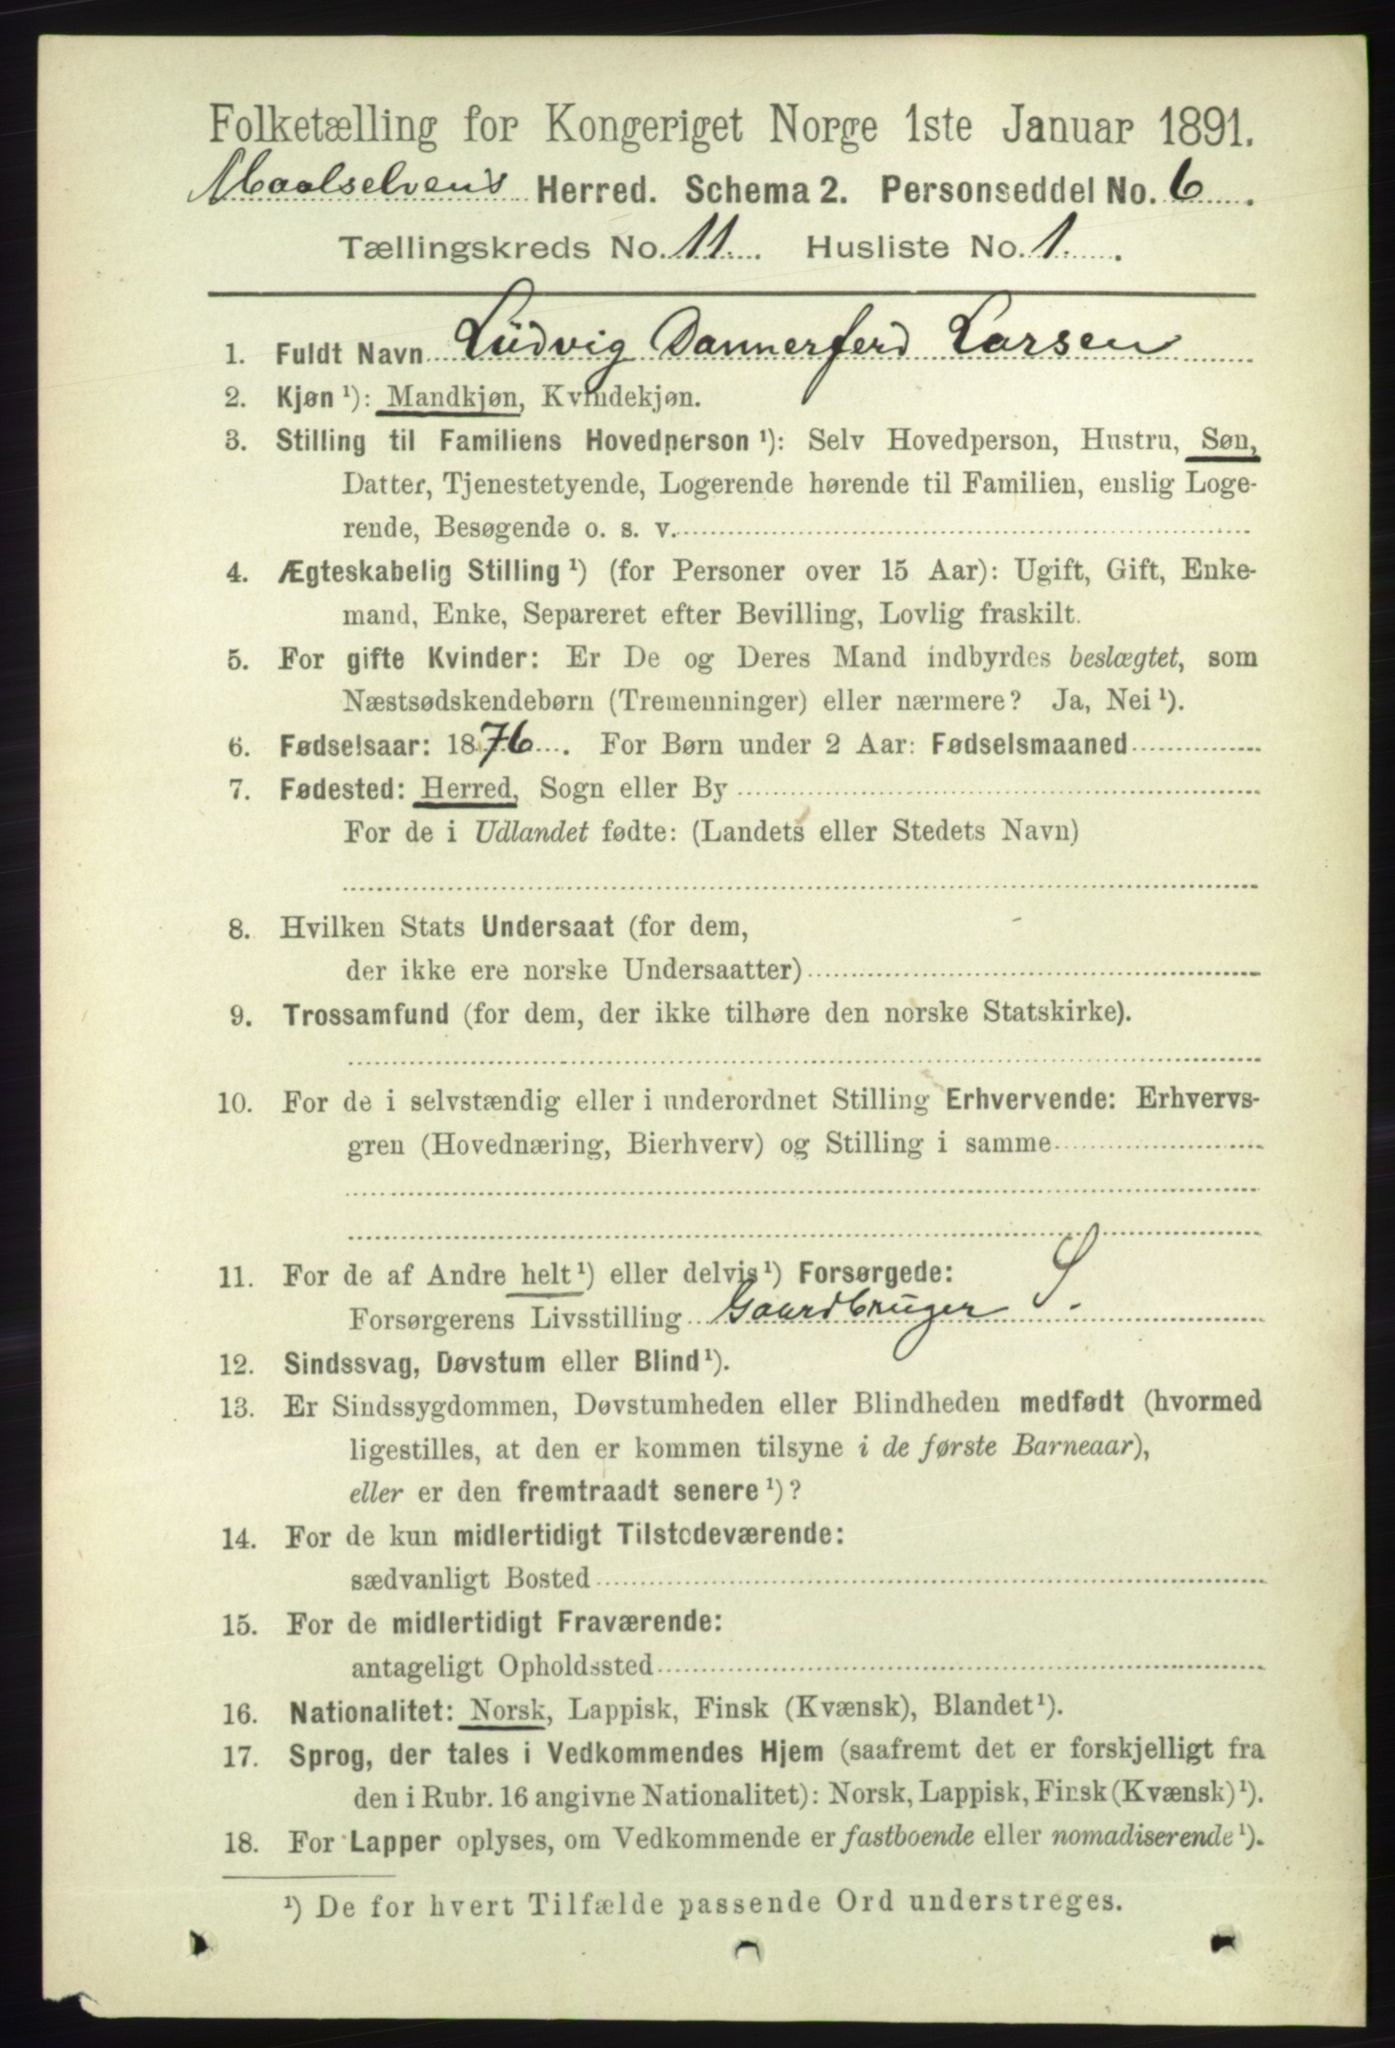 Folketælling for Kongeriget Norge 1ste Januar 1891.
Maalselvens Herred. Schema 2. Personseddel No. 6.
Tællingskreds No. 11. Husliste No. 1.
1. Fuldt Navn Ludvig Dannerferd Larsen
2. Kjøn ¹): Mandkjøn, Kvindekjøn.
3. Stilling til Familiens Hovedperson ¹): Selv Hovedperson, Hustru, Søn,
Datter, Tjenestetyende, Logerende hørende til Familien, enslig Loge-
rende, Besøgende o. s. v.
4. Ægteskabelig Stilling ¹) (for Personer over 15 Aar): Ugift, Gift, Enke-
mand, Enke, Separeret efter Bevilling, Lovlig fraskilt.
5. For gifte Kvinder: Er De og Deres Mand indbyrdes beslægtet, som
Næstsødskendebørn (Tremenninger) eller nærmere? Ja, Nei ¹).
6. Fødselsaar: 1876. For Børn under 2 Aar: Fødselsmaaned
7. Fødested: Herred, Sogn eller By
For de i Udlandet fødte: (Landets eller Stedets Navn)
8. Hvilken Stats Undersaat (for dem,
der ikke ere norske Undersaatter)
9. Trossamfund (for dem, der ikke tilhøre den norske Statskirke).
10. For de i selvstændig eller i underordnet Stilling Erhvervende: Erhvervs-
gren (Hovednæring, Bierhverv) og Stilling i samme
11. For de af Andre helt ¹) eller delvis ¹) Forsørgede:
Forsørgerens Livsstilling Gaardbruger S.
12. Sindssvag, Døvstum eller Blind ¹).
13. Er Sindssygdommen, Døvstumheden eller Blindheden medfødt (hvormed
ligestilles, at den er kommen tilsyne i de første Barneaar),
eller er den fremtraadt senere ¹)?
14. For de kun midlertidigt Tilstedeværende:
sædvanligt Bosted
15. For de midlertidigt Fraværende:
antageligt Opholdssted
16. Nationalitet: Norsk, Lappisk, Finsk (Kvænsk), Blandet ¹).
17. Sprog, der tales i Vedkommendes Hjem (saafremt det er forskjelligt fra
den i Rubr. 16 angivne Nationalitet): Norsk, Lappisk, Finsk (Kvænsk) ¹).
18. For Lapper oplyses, om Vedkommende er fastboende eller nomadiserende ¹).
¹) De for hvert Tilfælde passende Ord understreges.